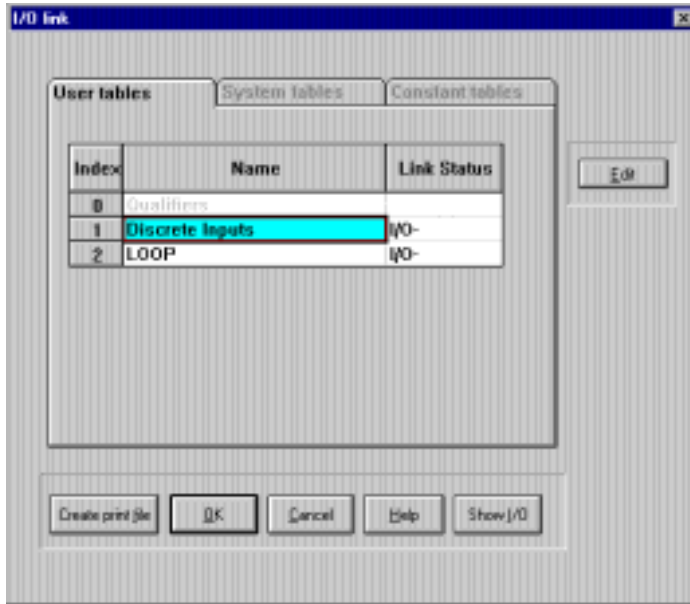 I/O link
User tables System tables Constant tables
Index Name Link Status
0 Qualifiers
1 Discrete Inputs I/O-
2 LOOP I/O-
Edit
Create print file OK Cancel Help Show I/O